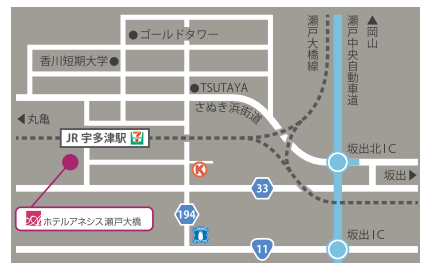 ゴールドタワー
香川短期大学
TSUTAYA
さぬき浜街道
瀬戸大橋線
瀬戸中央自動車道
▲岡山
◀丸亀
JR 宇多津駅
7
坂出北IC
坂出▶
K
33
194
ホテルアネシス瀬戸大橋
坂出IC
11